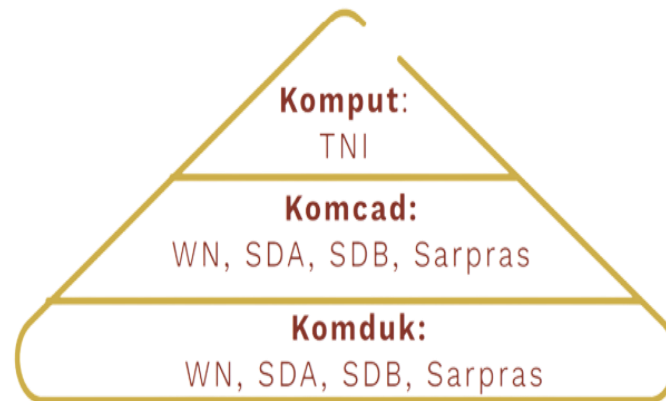 Komput:
TNI
Komcad:
WN, SDA, SDB, Sarpras
Komduk:
WN, SDA, SDB, Sarpras